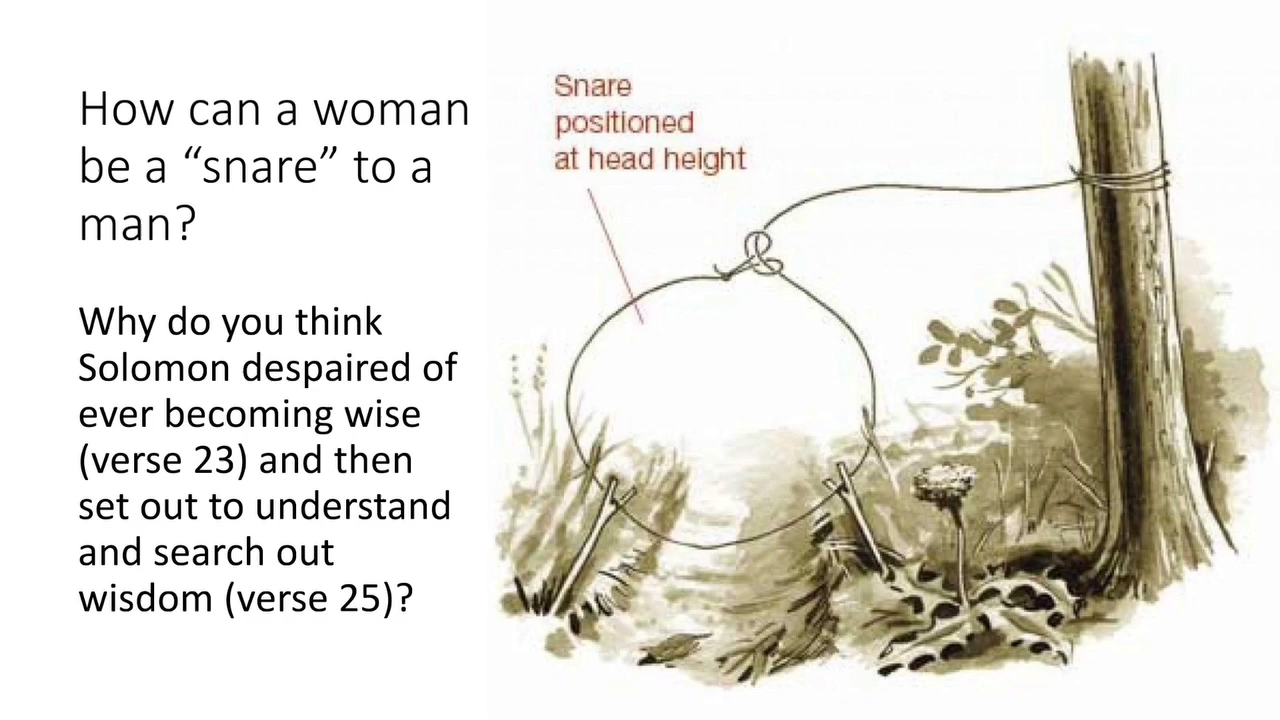 How can a woman
be a “snare” to a
man?
Why do you think
Solomon despaired of
ever becoming wise
(verse 23) and then
set out to understand
and search out
wisdom (verse 25)?
Snare
positioned
at head height